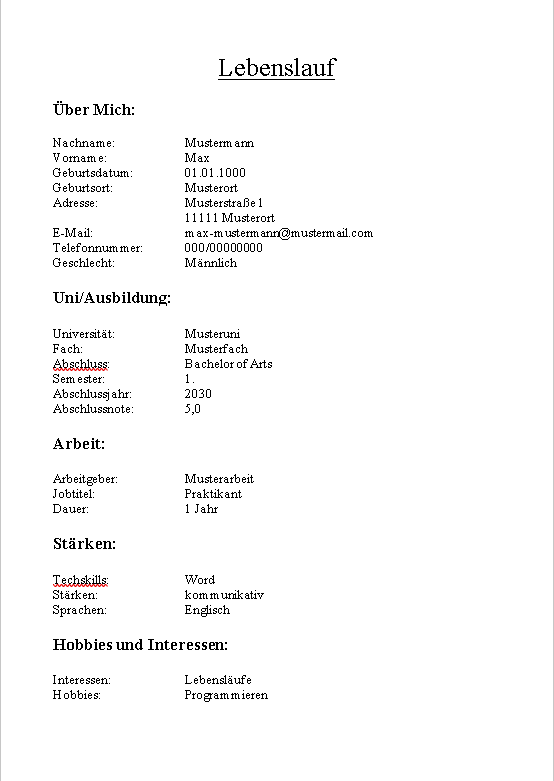 Lebenslauf
Über Mich:
Nachname: Mustermann
Vorname: Max
Geburtsdatum: 01.01.1000
Geburtsort: Musterort
Adresse: Musterstraße 1
11111 Musterort
E-Mail: max-mustermann@mustermail.com
Telefonnummer: 000/00000000
Geschlecht: Männlich
Uni/Ausbildung:
Universität: Musteruni
Fach: Musterfach
Abschluss: Bachelor of Arts
Semester: 1.
Abschlussjahr: 2030
Abschlussnote: 5,0
Arbeit:
Arbeitgeber: Musterarbeit
Jobtitel: Praktikant
Dauer: 1 Jahr
Stärken:
Techskills: Word
Stärken: kommunikativ
Sprachen: Englisch
Hobbies und Interessen:
Interessen: Lebensläufe
Hobbies: Programmieren